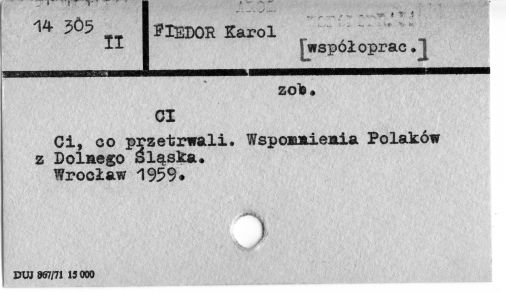 14 305
II
FIEDOR Karol
[współoprac.]
zob.
CI
Ci, co przetrwali. Wspomnienia Polaków
z Dolnego Śląska.
Wrocław 1959.
DUJ 867/71 15 000